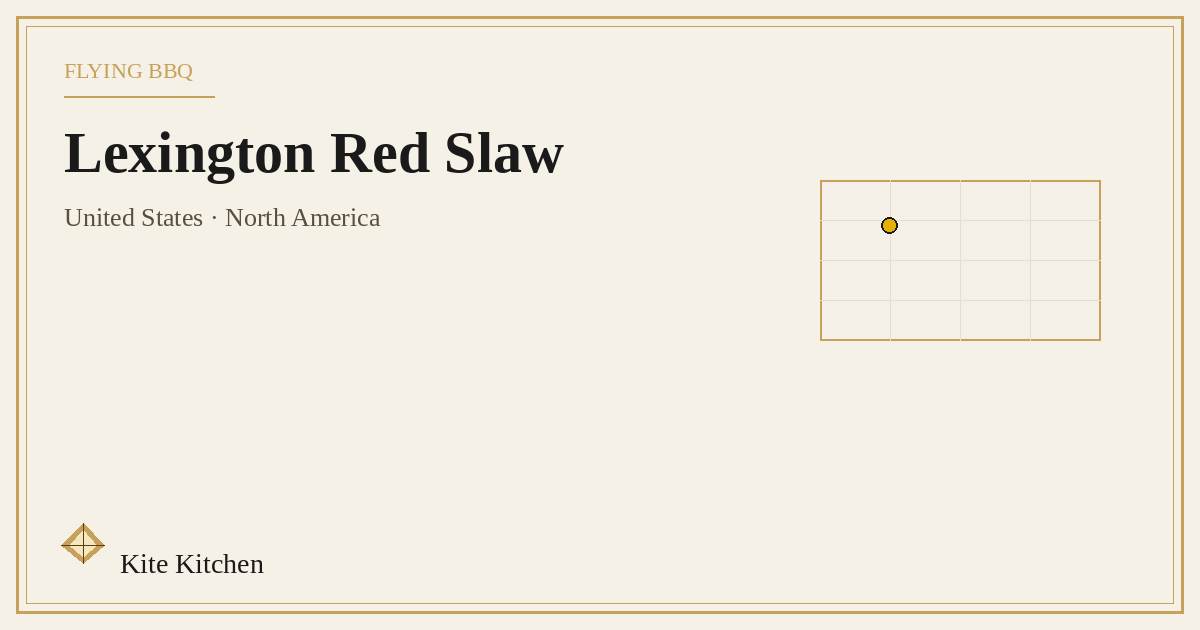 FLYING BBQ
Lexington Red Slaw
United States · North America
Kite Kitchen